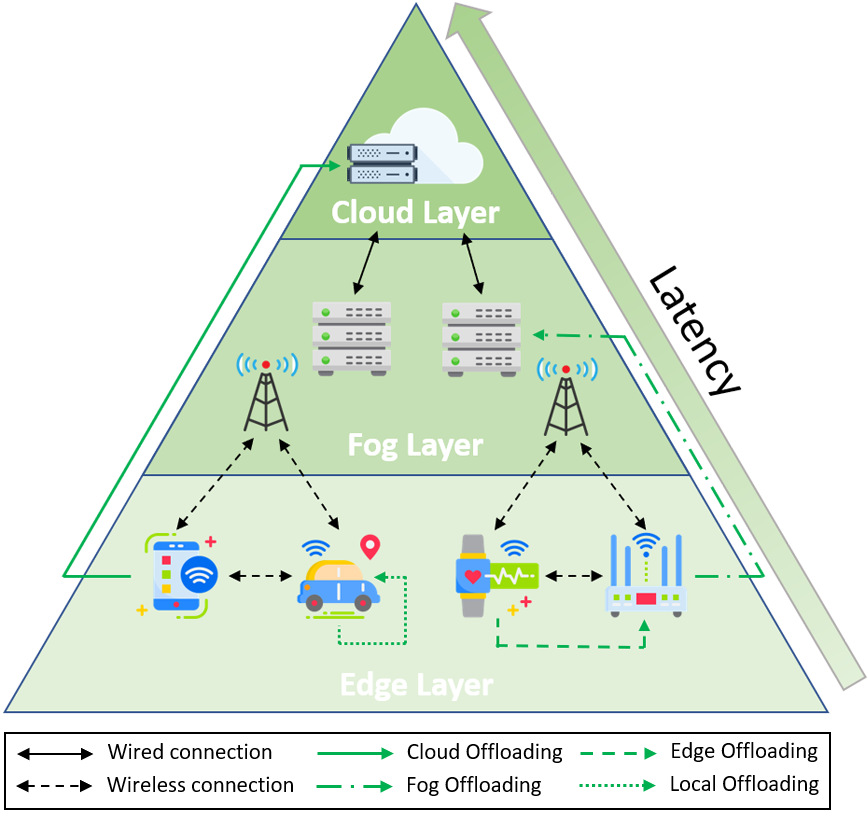 Cloud Layer
Latency
Fog Layer
Edge Layer
Wired connection
Cloud Offloading
Edge Offloading
Wireless connection
Fog Offloading
Local Offloading